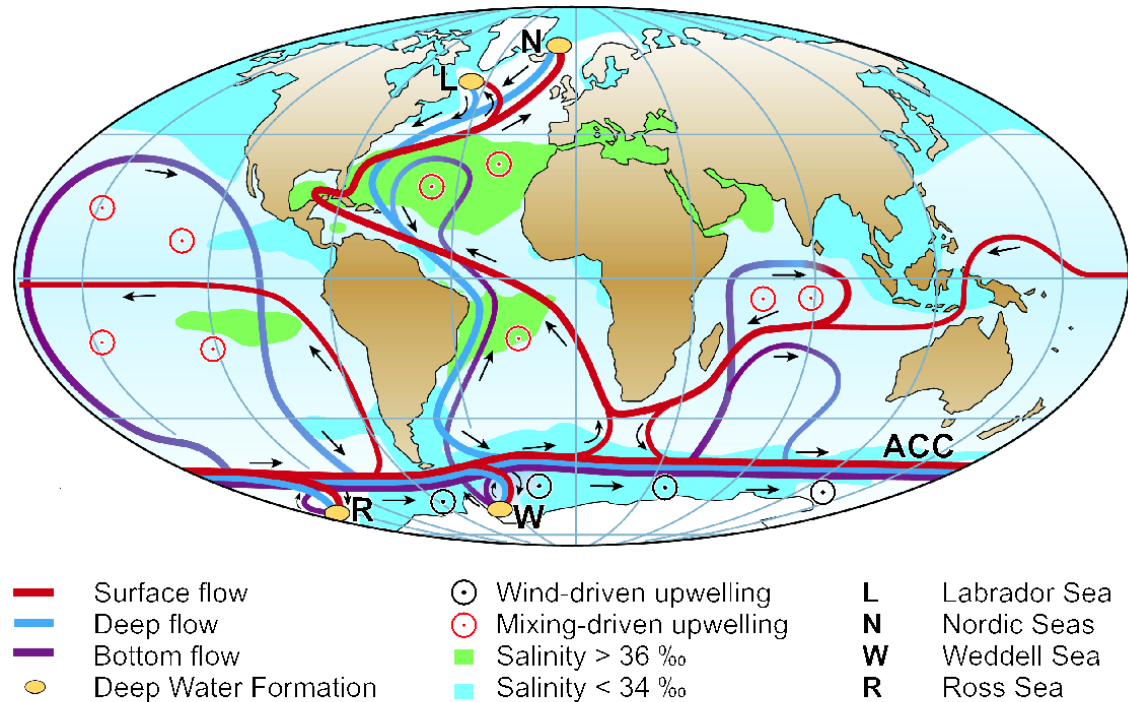 N
L
ACC
R
W
Surface flow
Deep flow
Bottom flow
Deep Water Formation
Wind-driven upwelling
Mixing-driven upwelling
Salinity > 36 ‰
Salinity < 34 ‰
L Labrador Sea
N Nordic Seas
W Weddell Sea
R Ross Sea